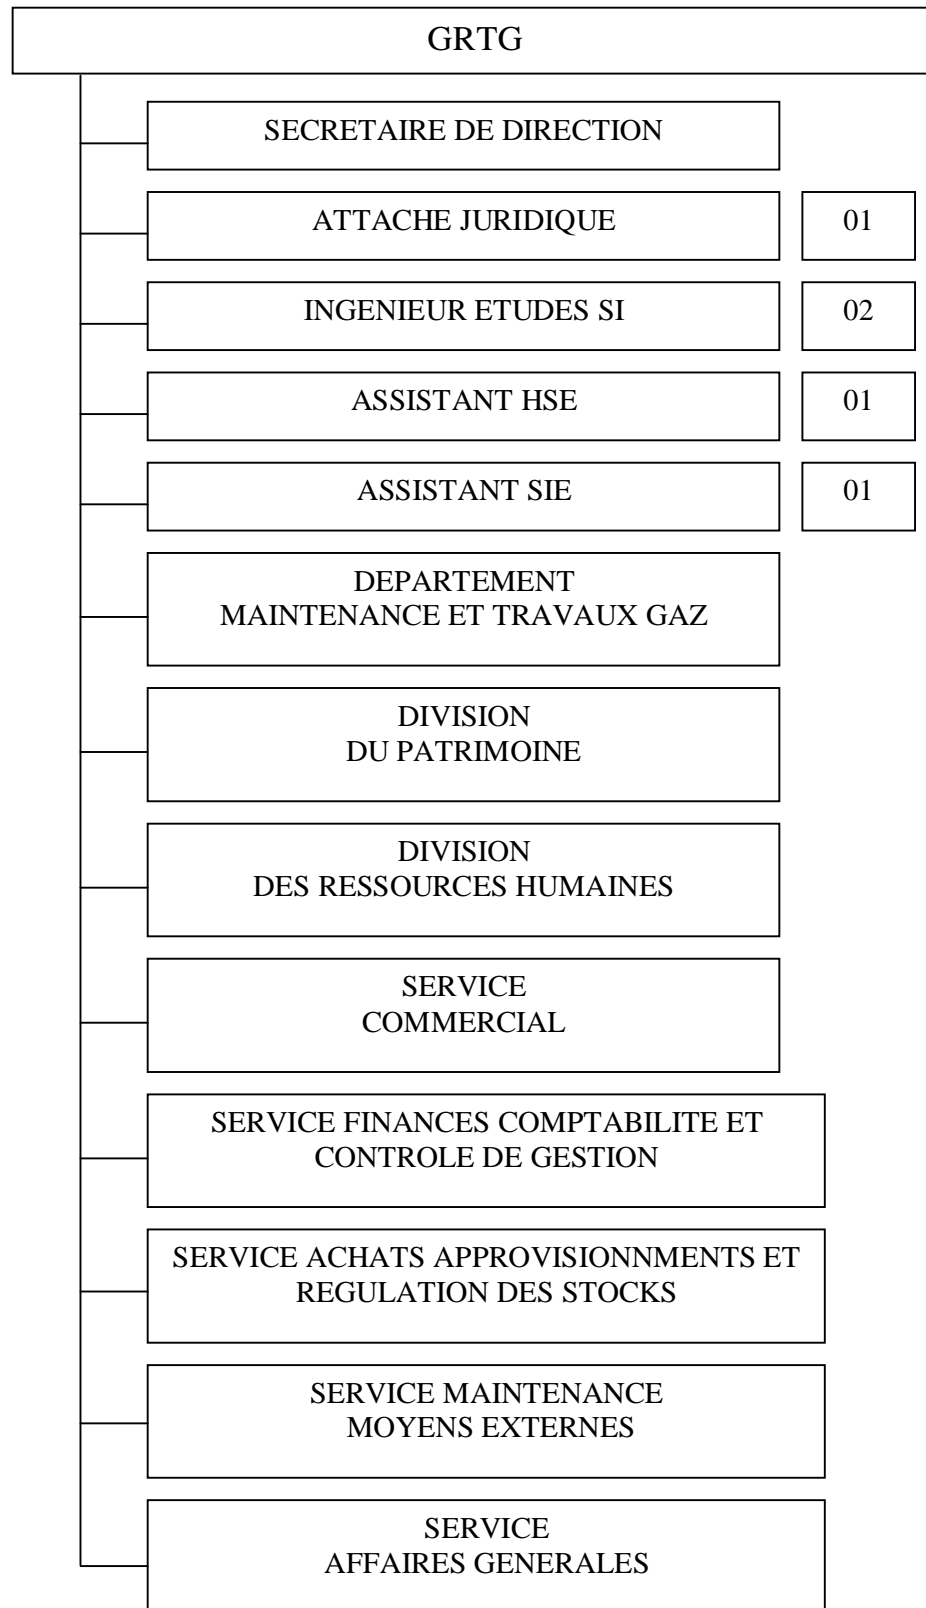 GRTG
SECRETAIRE DE DIRECTION
ATTACHE JURIDIQUE
01
INGENIEUR ETUDES SI
02
ASSISTANT HSE
01
ASSISTANT SIE
01
DEPARTEMENT
MAINTENANCE ET TRAVAUX GAZ
DIVISION
DU PATRIMOINE
DIVISION
DES RESSOURCES HUMAINES
SERVICE
COMMERCIAL
SERVICE FINANCES COMPTABILITE ET
CONTROLE DE GESTION
SERVICE ACHATS APPROVISIONNMENTS ET
REGULATION DES STOCKS
SERVICE MAINTENANCE
MOYENS EXTERNES
SERVICE
AFFAIRES GENERALES